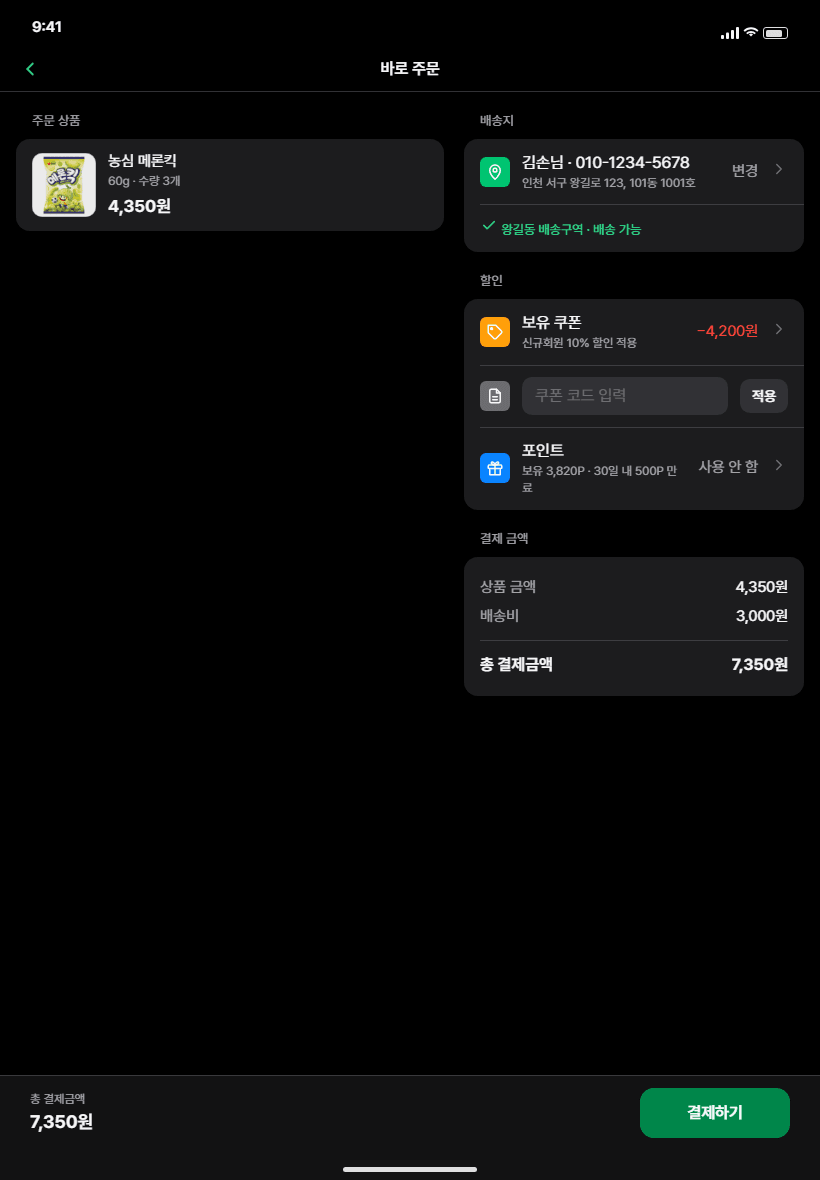 9:41
바로 주문
주문 상품
메론킥
농심 메론킥
60g · 수량 3개
4,350원
배송지
김손님 · 010-1234-5678
인천 서구 왕길로 123, 101동 1001호
변경
왕길동 배송구역 · 배송 가능
할인
보유 쿠폰
신규회원 10% 할인 적용
−4,200원
쿠폰 코드 입력
적용
포인트
보유 3,820P · 30일 내 500P 만
료
사용 안 함
결제 금액
상품 금액
4,350원
배송비
3,000원
총 결제금액
7,350원
총 결제금액
7,350원
결제하기